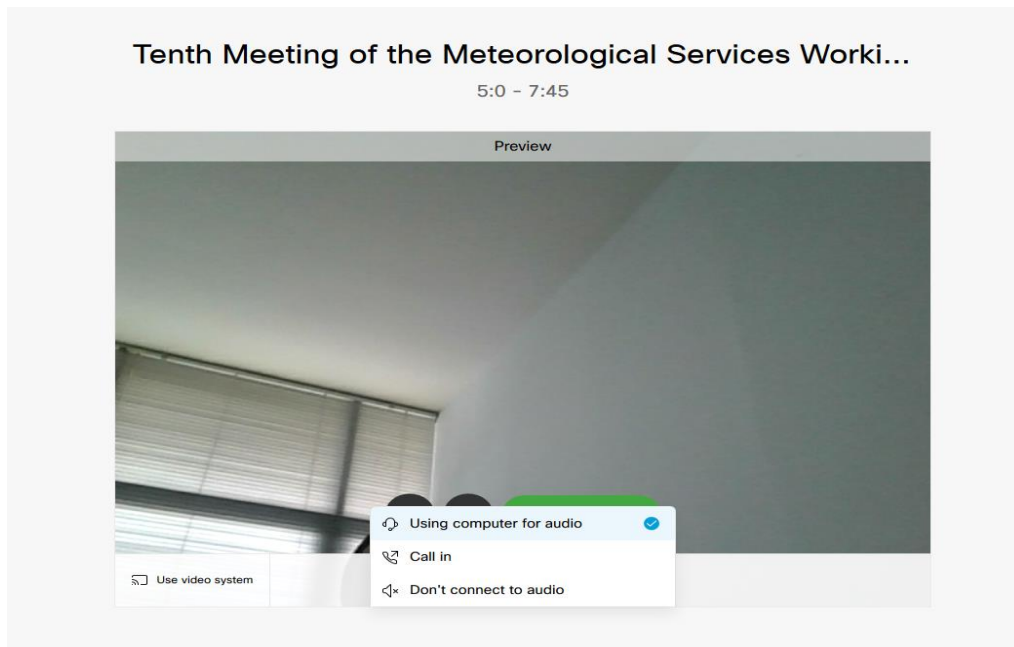 Tenth Meeting of the Meteorological Services Worki...
5:0 - 7:45
Preview
Using computer for audio
Call in
Use video system
Don't connect to audio